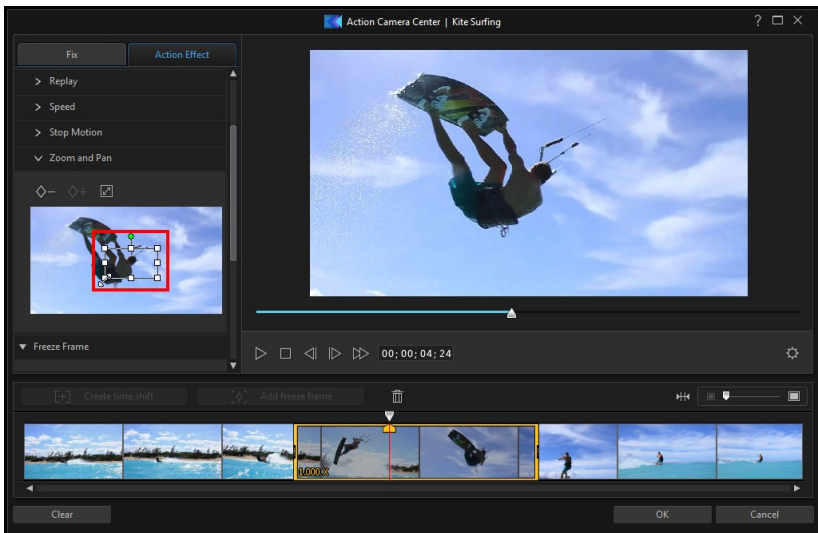 Action Camera Center | Kite Surfing
?
Fix
Action Effect
Replay
Speed
Stop Motion
Zoom and Pan
Freeze Frame
00; 00; 04; 24
Create time shift
Add freeze frame
1.000 X
Clear
OK
Cancel